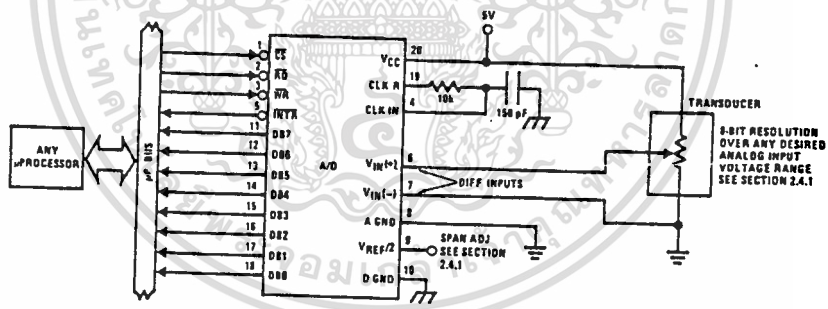 5V
1 CS
2 RD
3 WR
5 INTR
11 DB7
12 DB6
13 DB5
14 DB4
15 DB3
16 DB2
17 DB1
18 DB0
ANY
µPROCESSOR
µP BUS
A/D
VCC 20
CLK R 19
CLK IN 4
10k
150 pF
VIN(+) 6
VIN(–) 7
DIFF INPUTS
A GND 8
VREF/2 9
SPAN ADJ
SEE SECTION
2.4.1
D GND 10
TRANSDUCER
8-BIT RESOLUTION
OVER ANY DESIRED
ANALOG INPUT
VOLTAGE RANGE
SEE SECTION 2.4.1